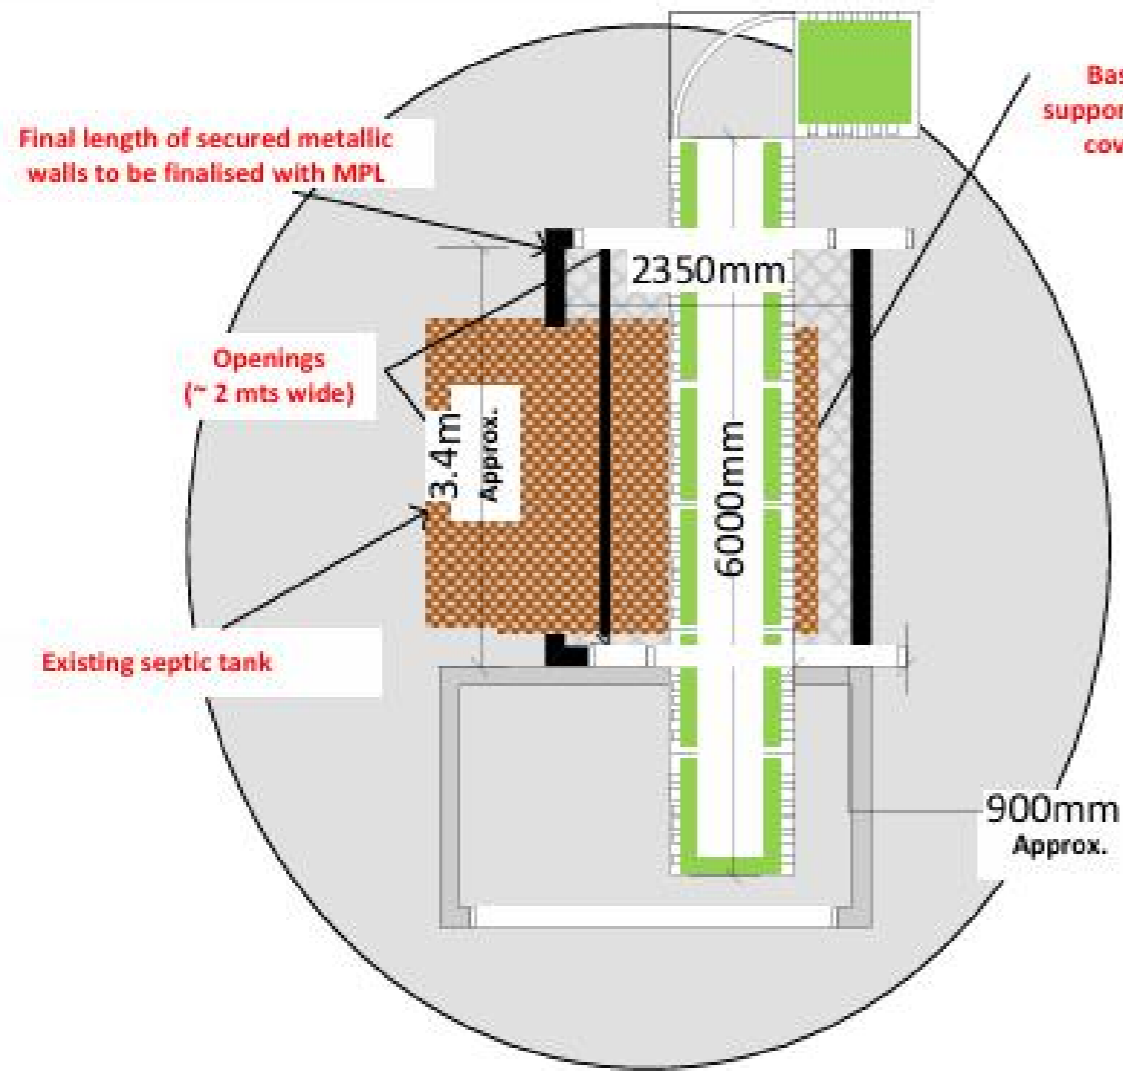 Final length of secured metallic
walls to be finalised with MPL
2350mm
Openings
(~ 2 mts wide)
3.4m
Approx.
6000mm
Existing septic tank
900mm
Approx.